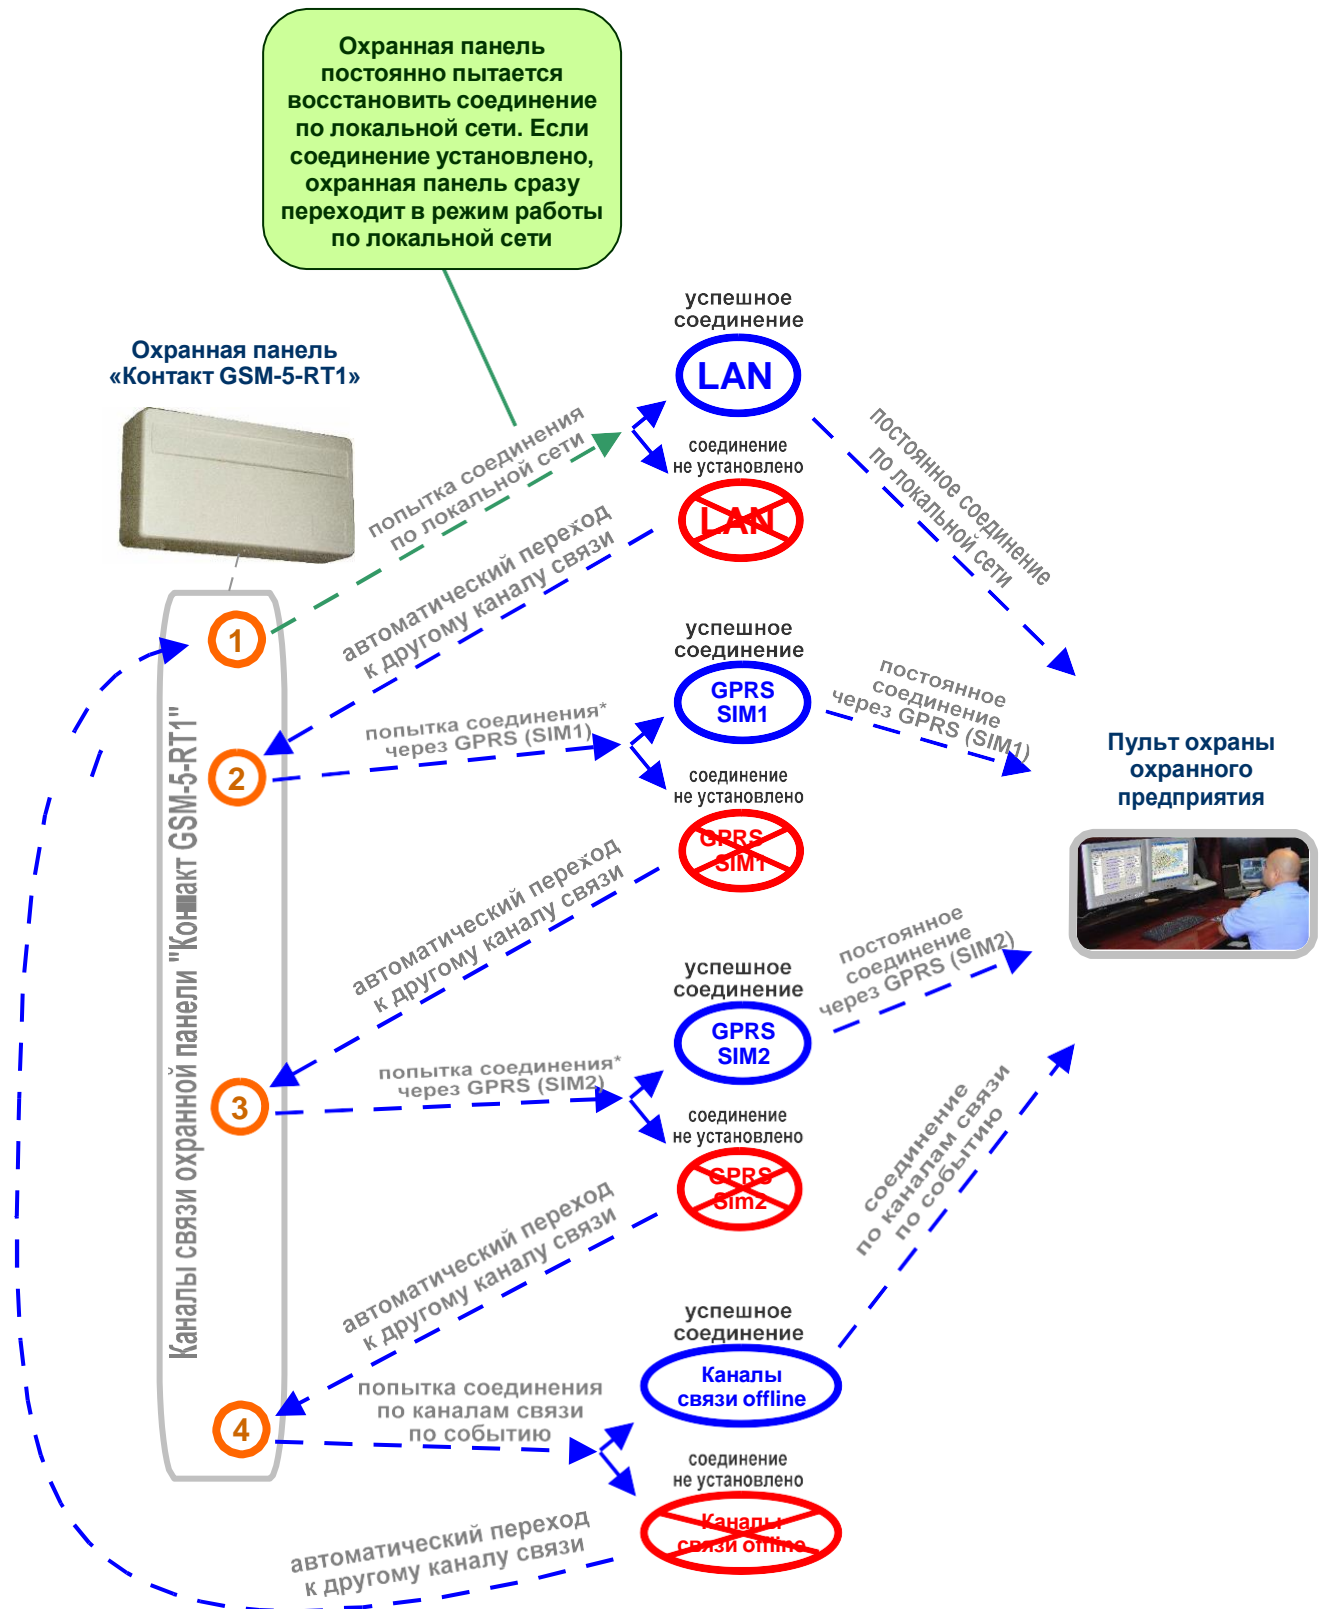 Охранная панель
постоянно пытается
восстановить соединение
по локальной сети. Если
соединение установлено,
охранная панель сразу
переходит в режим работы
по локальной сети
Охранная панель
«Контакт GSM-5-RT1»
успешное
соединение
LAN
попытка соединения
по локальной сети
соединение
не установлено
LAN
постоянное соединение
по локальной сети
автоматический переход
к другому каналу связи
Каналы связи охранной панели "Контакт GSM-5-RT1"
1
успешное
соединение
GPRS
SIM1
постоянное
соединение
через GPRS (SIM1)
2
попытка соединения*
через GPRS (SIM1)
соединение
не установлено
GPRS
SIM1
Пульт охраны
охранного
предприятия
автоматический переход
к другому каналу связи
успешное
соединение
GPRS
SIM2
постоянное
соединение
через GPRS (SIM2)
3
попытка соединения*
через GPRS (SIM2)
соединение
не установлено
GPRS
Sim2
соединение
по каналам связи
по событию
автоматический переход
к другому каналу связи
успешное
соединение
Каналы
связи offline
4
попытка соединения
по каналам связи
по событию
соединение
не установлено
Каналы
связи offline
автоматический переход
к другому каналу связи